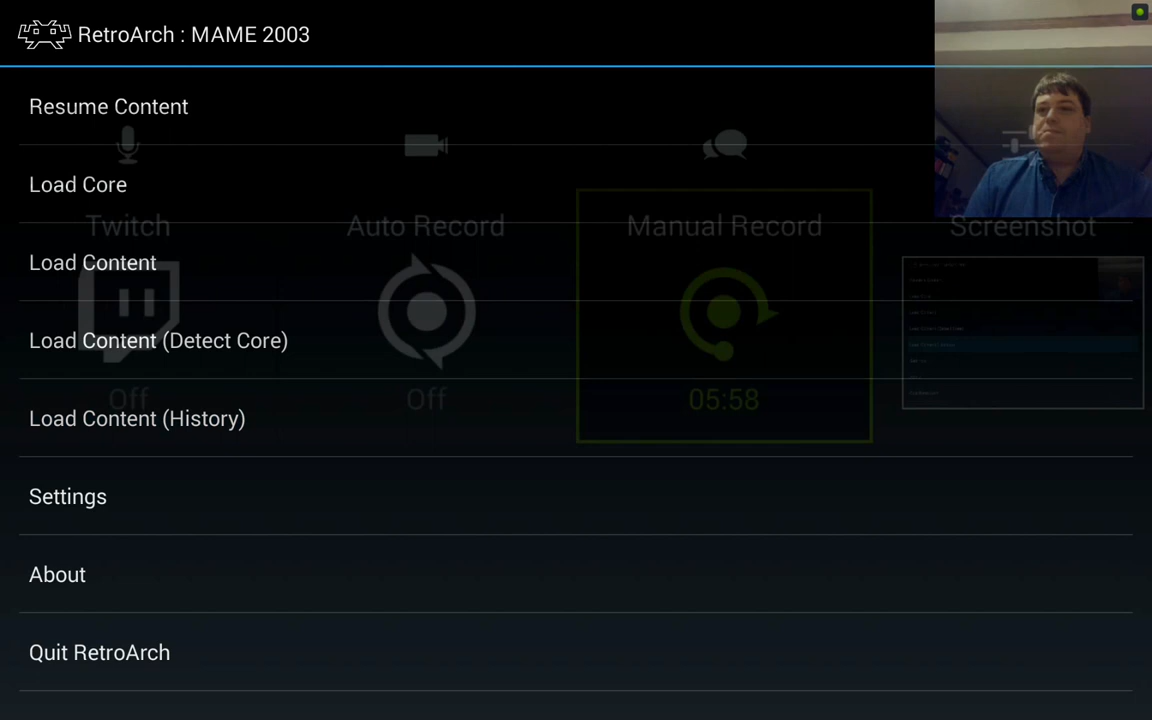 RetroArch : MAME 2003
Resume Content
Load Core
Twitch
Auto Record
Manual Record
Screenshot
Load Content
Load Content (Detect Core)
Off
Off
05:58
Load Content (History)
Settings
About
Quit RetroArch